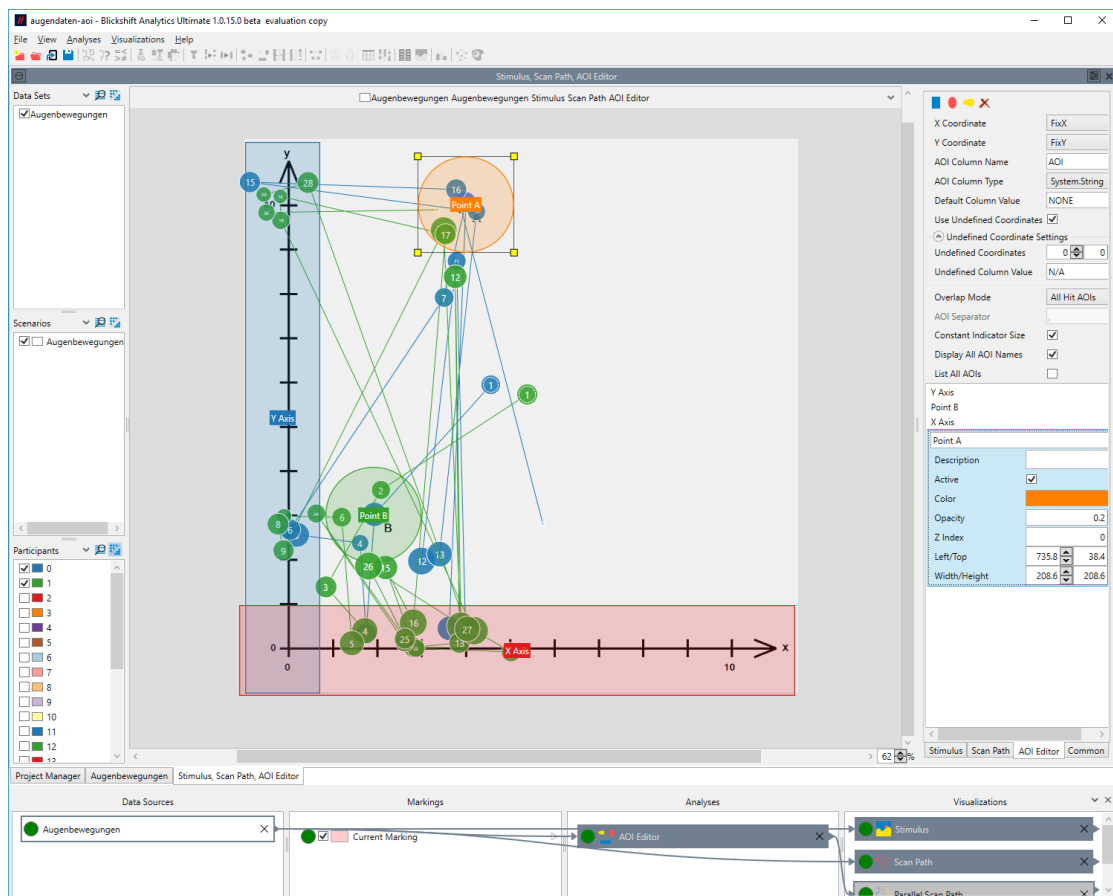 augendaten-aoi - Blickshift Analytics Ultimate 1.0.15.0 beta  evaluation copy
File View Analyses Visualizations Help
Stimulus, Scan Path, AOI Editor
Data Sets
Augenbewegungen
Scenarios
Augenbewegungen
Participants
0
1
2
3
4
5
6
7
8
9
10
11
12
13
Augenbewegungen Augenbewegungen Stimulus Scan Path AOI Editor
y
15
28
16
Point A
17
11
12
7
1
1
Y Axis
2
Point B
B
6
8
6
4
9
12
13
26
15
3
16
4
5
25
27
13
X Axis
0
x
0
10
62 %
X Coordinate FixX
Y Coordinate FixY
AOI Column Name AOI
AOI Column Type System.String
Default Column Value NONE
Use Undefined Coordinates
Undefined Coordinate Settings
Undefined Coordinates 0 0
Undefined Column Value N/A
Overlap Mode All Hit AOIs
AOI Separator ,
Constant Indicator Size
Display All AOI Names
List All AOIs
Y Axis
Point B
X Axis
Point A
Description
Active
Color
Opacity 0.2
Z Index 0
Left/Top 735.8 38.4
Width/Height 208.6 208.6
Stimulus Scan Path AOI Editor Common
Project Manager Augenbewegungen Stimulus, Scan Path, AOI Editor
Data Sources Markings Analyses Visualizations
Augenbewegungen
Current Marking
AOI Editor
Stimulus
Scan Path
Parallel Scan Path